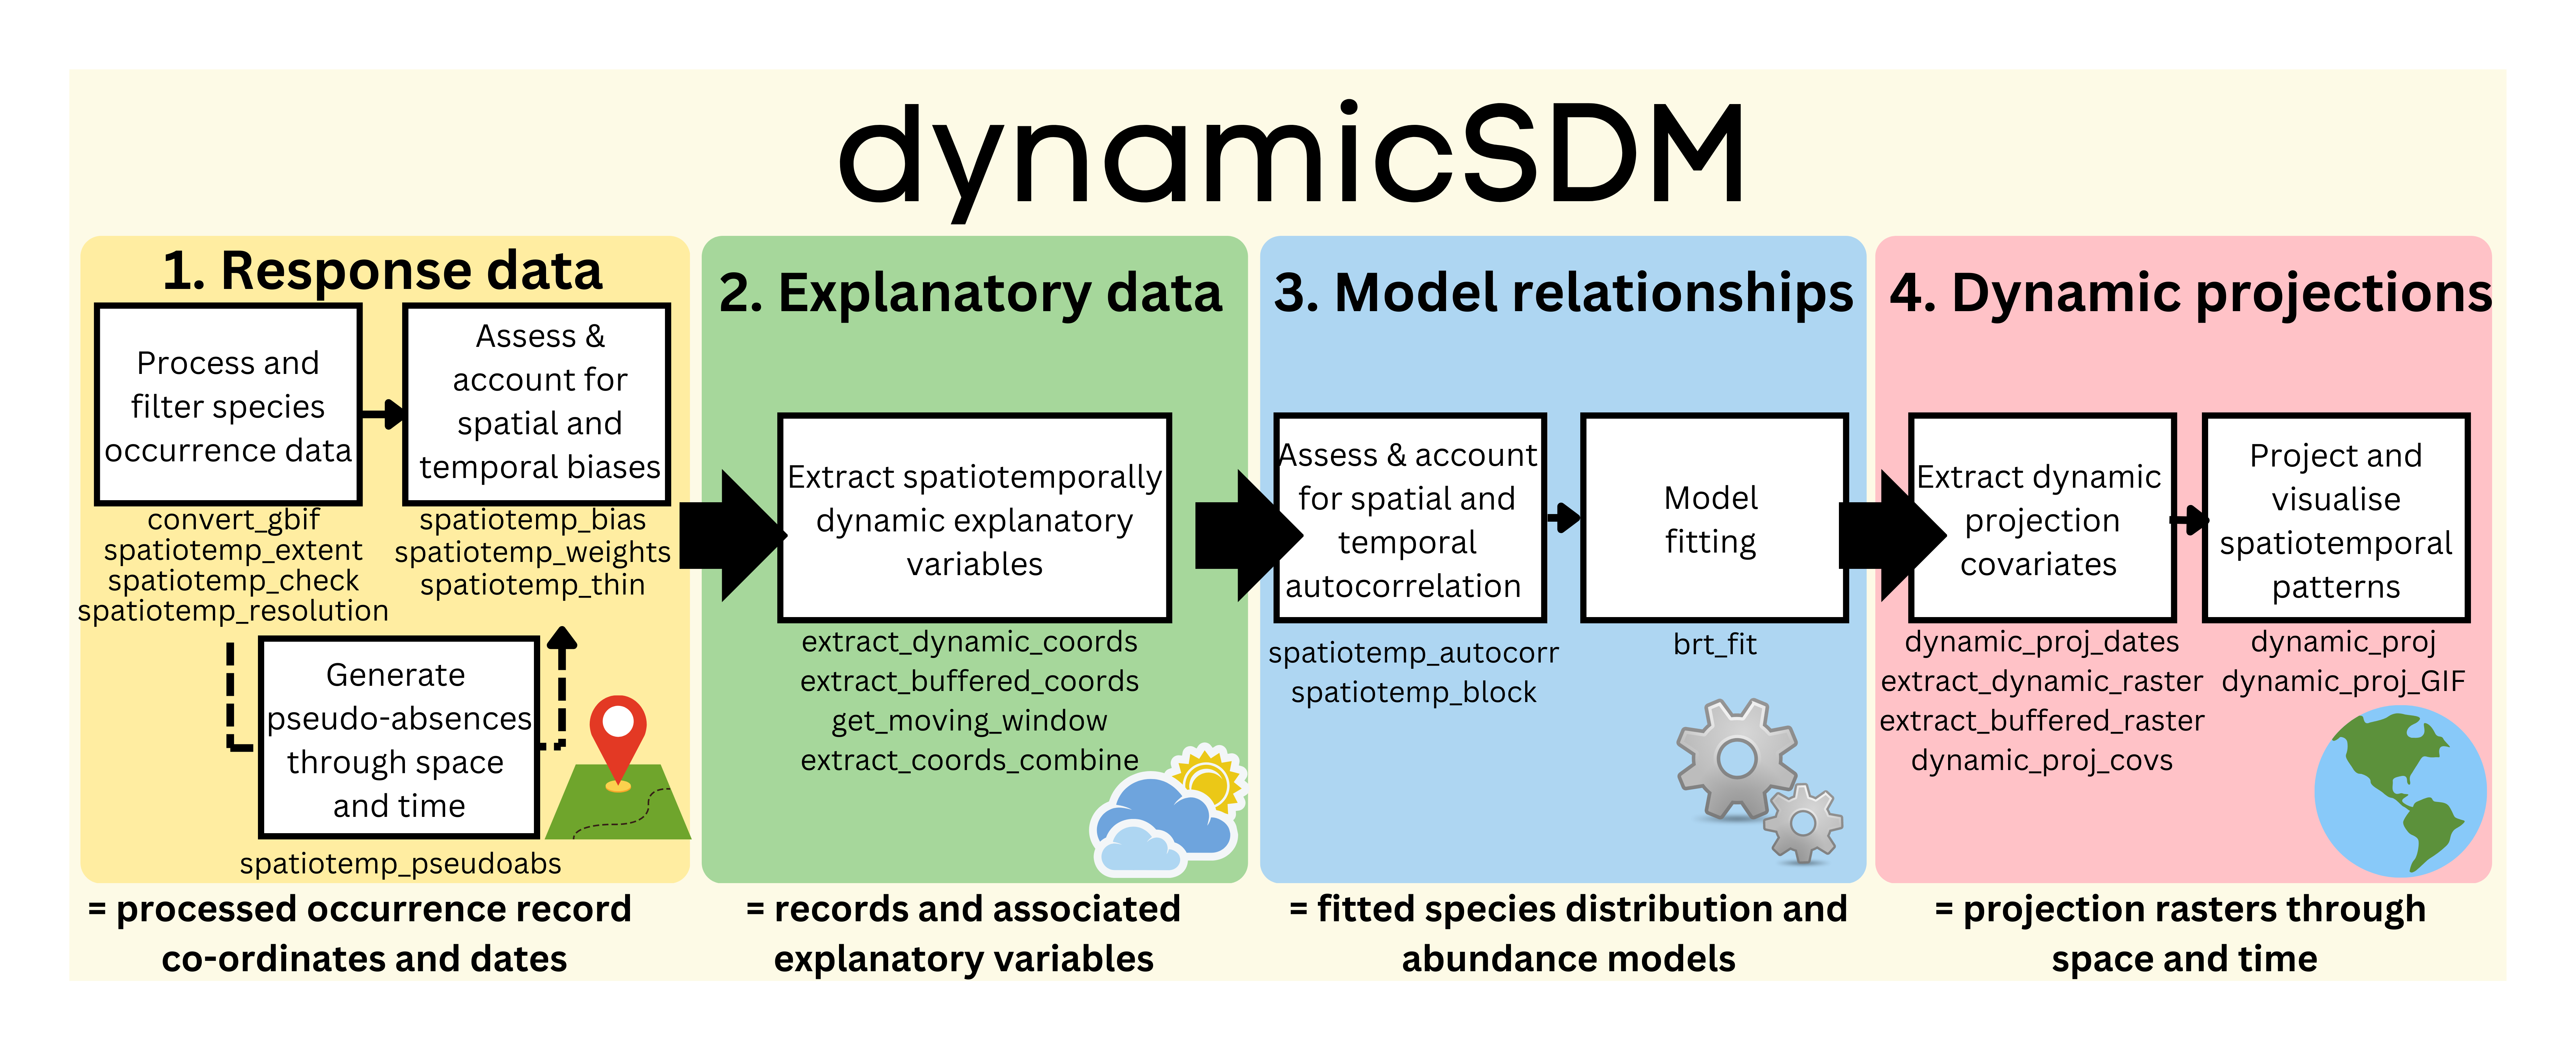 dynamicSDM
1. Response data
Process and
filter species
occurrence data
convert_gbif
spatiotemp_extent
spatiotemp_check
spatiotemp_resolution
Assess &
account for
spatial and
temporal biases
spatiotemp_bias
spatiotemp_weights
spatiotemp_thin
Generate
pseudo-absences
through space
and time
spatiotemp_pseudoabs
= processed occurrence record
co-ordinates and dates
2. Explanatory data
Extract spatiotemporally
dynamic explanatory
variables
extract_dynamic_coords
extract_buffered_coords
get_moving_window
extract_coords_combine
= records and associated
explanatory variables
3. Model relationships
Assess & account
for spatial and
temporal
autocorrelation
spatiotemp_autocorr
spatiotemp_block
Model
fitting
brt_fit
= fitted species distribution and
abundance models
4. Dynamic projections
Extract dynamic
projection
covariates
dynamic_proj_dates
extract_dynamic_raster
extract_buffered_raster
dynamic_proj_covs
Project and
visualise
spatiotemporal
patterns
dynamic_proj
dynamic_proj_GIF
= projection rasters through
space and time